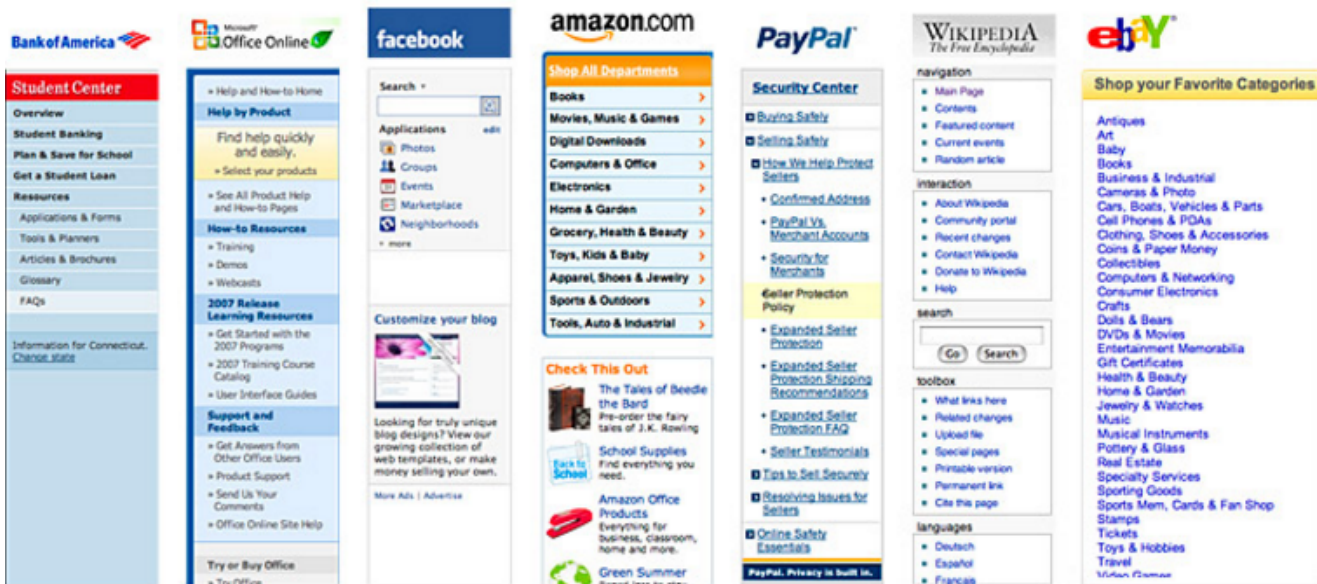 Bank of America
Student Center
Overview
Student Banking
Plan & Save for School
Get a Student Loan
Resources
Applications & Forms
Tools & Planners
Articles & Brochures
Glossary
FAQs
Information for Connecticut.
Change state
Microsoft
Office Online
» Help and How-to Home
Help by Product
Find help quickly
and easily.
» Select your products
» See All Product Help
and How-to Pages
How-to Resources
» Training
» Demos
» Webcasts
2007 Release
Learning Resources
» Get Started with the
2007 Programs
» 2007 Training Course
Catalog
» User Interface Guides
Support and
Feedback
» Get Answers from
Other Office Users
» Product Support
» Send Us Your
Comments
» Office Online Site Help
Try or Buy Office
» Try Office
facebook
Search
Applications edit
Photos
Groups
31 Events
Marketplace
Neighborhoods
more
Customize your blog
Looking for truly unique
blog designs? View our
growing collection of
web templates, or make
money selling your own.
More Ads | Advertise
amazon.com
Shop All Departments
Books
Movies, Music & Games
Digital Downloads
Computers & Office
Electronics
Home & Garden
Grocery, Health & Beauty
Toys, Kids & Baby
Apparel, Shoes & Jewelry
Sports & Outdoors
Tools, Auto & Industrial
Check This Out
The Tales of Beedle
the Bard
Pre-order the fairy
tales of J.K. Rowling
Back to
School
School Supplies
Find everything you
need.
Amazon Office
Products
Everything for
business, classroom,
home and more.
Green Summer
PayPal
Security Center
Buying Safely
Selling Safely
How We Help Protect
Sellers
• Confirmed Address
• PayPal Vs.
Merchant Accounts
• Security for
Merchants
Seller Protection
Policy
• Expanded Seller
Protection
• Expanded Seller
Protection Shipping
Recommendations
• Expanded Seller
Protection FAQ
• Seller Testimonials
Tips to Sell Securely
Resolving Issues for
Sellers
Online Safety
Essentials
PayPal. Privacy is built in.
WIKIPEDIA
The Free Encyclopedia
navigation
Main Page
Contents
Featured content
Current events
Random article
interaction
About Wikipedia
Community portal
Recent changes
Contact Wikipedia
Donate to Wikipedia
Help
search
Go Search
toolbox
What links here
Related changes
Upload file
Special pages
Printable version
Permanent link
Cite this page
languages
Deutsch
Español
Français
ebaY
Shop your Favorite Categories
Antiques
Art
Baby
Books
Business & Industrial
Cameras & Photo
Cars, Boats, Vehicles & Parts
Cell Phones & PDAs
Clothing, Shoes & Accessories
Coins & Paper Money
Collectibles
Computers & Networking
Consumer Electronics
Crafts
Dolls & Bears
DVDs & Movies
Entertainment Memorabilia
Gift Certificates
Health & Beauty
Home & Garden
Jewelry & Watches
Music
Musical Instruments
Pottery & Glass
Real Estate
Specialty Services
Sporting Goods
Sports Mem, Cards & Fan Shop
Stamps
Tickets
Toys & Hobbies
Travel
Video Games